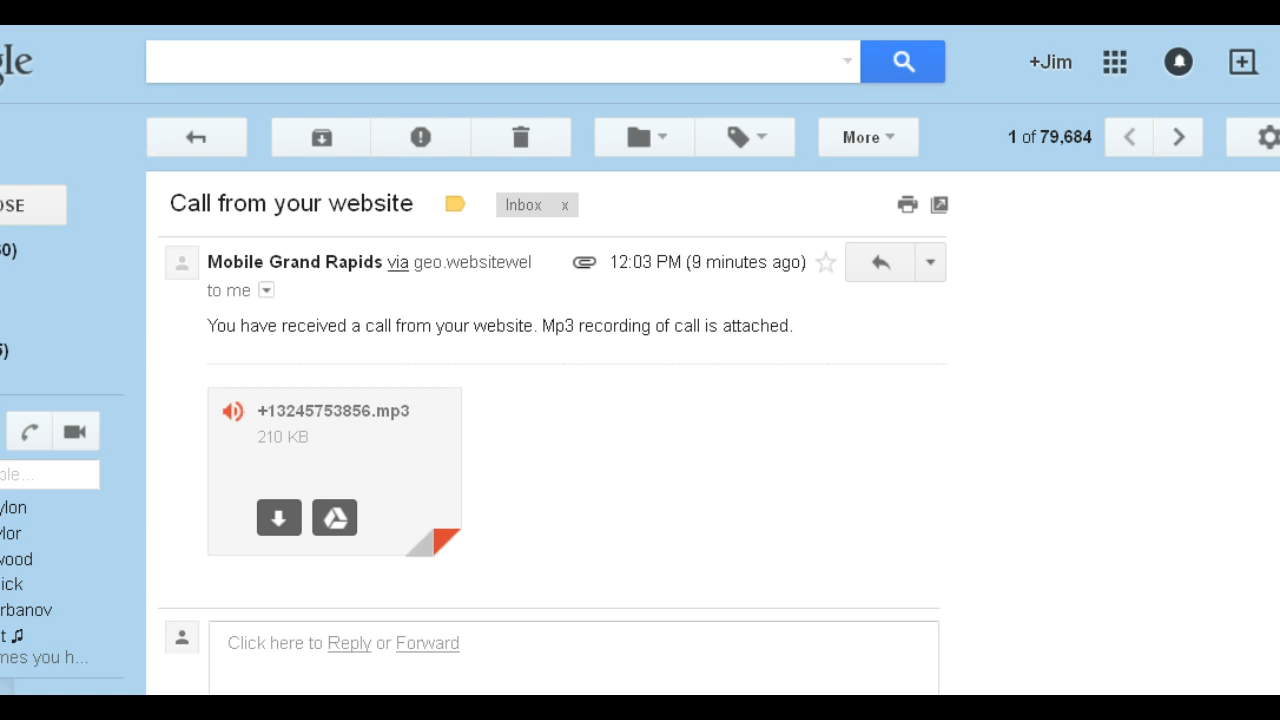 gle
+Jim
More
1 of 79,684
OSE
Call from your website
Inbox x
60)
Mobile Grand Rapids via geo.websitewel
12:03 PM (9 minutes ago)
to me
You have received a call from your website. Mp3 recording of call is attached.
5)
+13245753856.mp3
210 KB
ple...
ylon
ylor
wood
ick
rbanov
t ♫
mes you h...
Click here to Reply or Forward